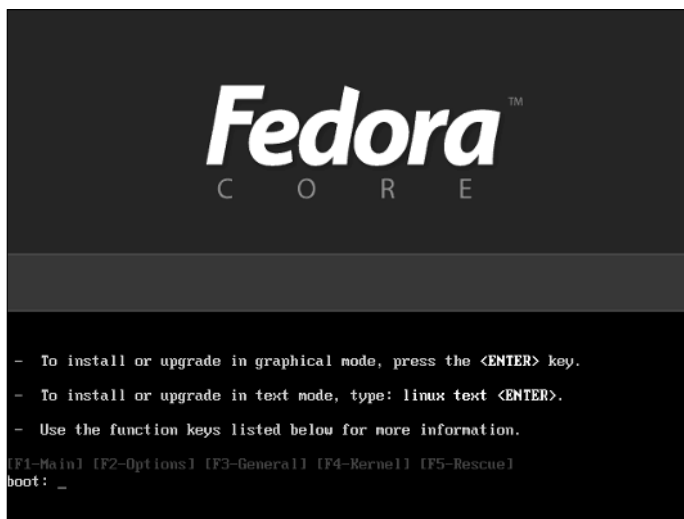 Fedora™
CORE
- To install or upgrade in graphical mode, press the <ENTER> key.
- To install or upgrade in text mode, type: linux text <ENTER>.
- Use the function keys listed below for more information.
[F1-Main] [F2-Options] [F3-General] [F4-Kernel] [F5-Rescue]
boot: _